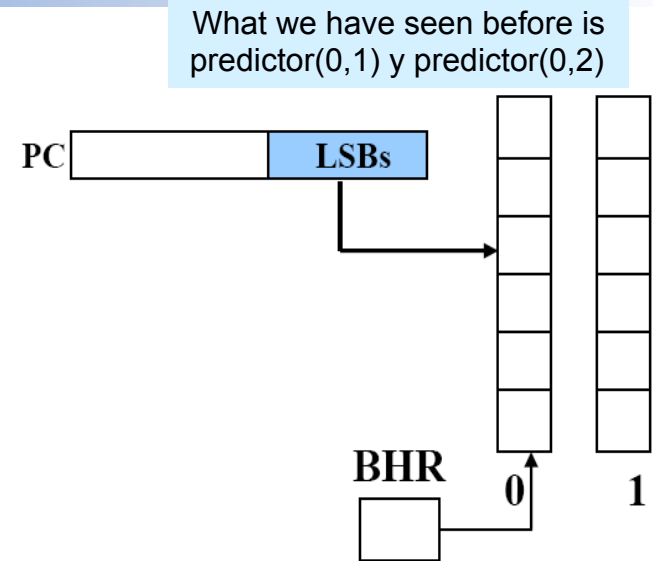 What we have seen before is
predictor(0,1) y predictor(0,2)
PC
LSBs
BHR
0
1